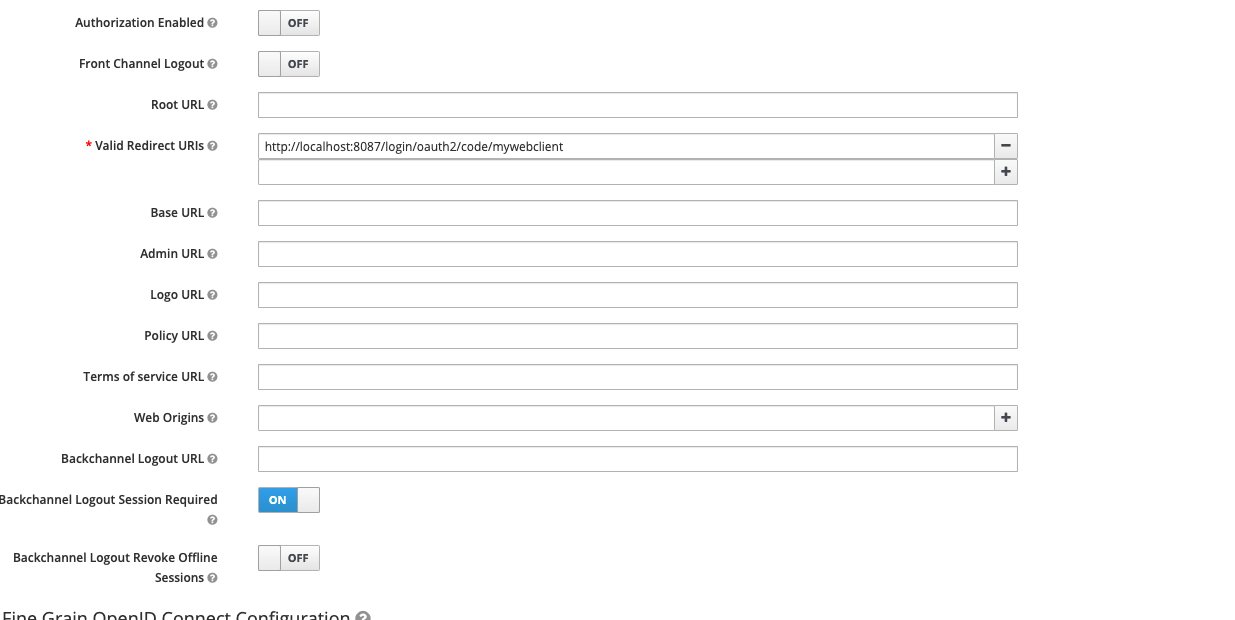 Authorization Enabled OFF
Front Channel Logout OFF
Root URL
* Valid Redirect URIs http://localhost:8087/login/oauth2/code/mywebclient
Base URL
Admin URL
Logo URL
Policy URL
Terms of service URL
Web Origins
Backchannel Logout URL
Backchannel Logout Session Required ON
Backchannel Logout Revoke Offline OFF
Sessions
Fine Grain OpenID Connect Configuration